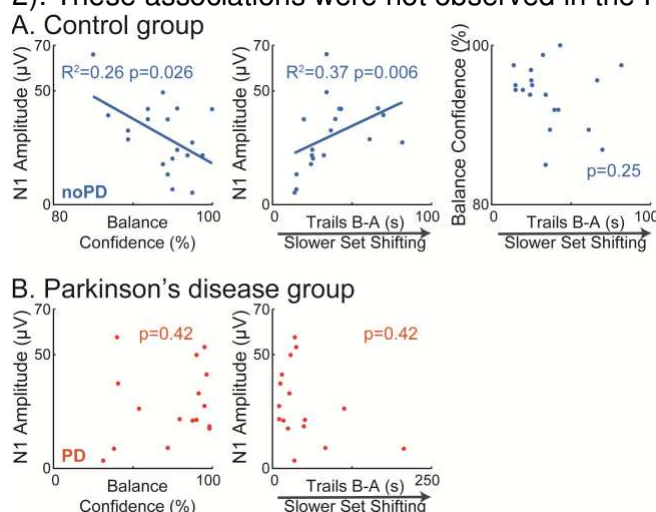 2). These associations were not observed in the
A. Control group
70
50
0
N1 Amplitude (µV)
R²=0.26 p=0.026
noPD
80
100
Balance
Confidence (%)
70
50
0
N1 Amplitude (µV)
R²=0.37 p=0.006
0
100
Trails B-A (s)
Slower Set Shifting
100
80
Balance Confidence (%)
p=0.25
0
100
Trails B-A (s)
Slower Set Shifting
B. Parkinson's disease group
70
50
0
N1 Amplitude (µV)
p=0.42
PD
0
100
Balance
Confidence (%)
70
50
0
N1 Amplitude (µV)
p=0.42
0
250
Trails B-A (s)
Slower Set Shifting